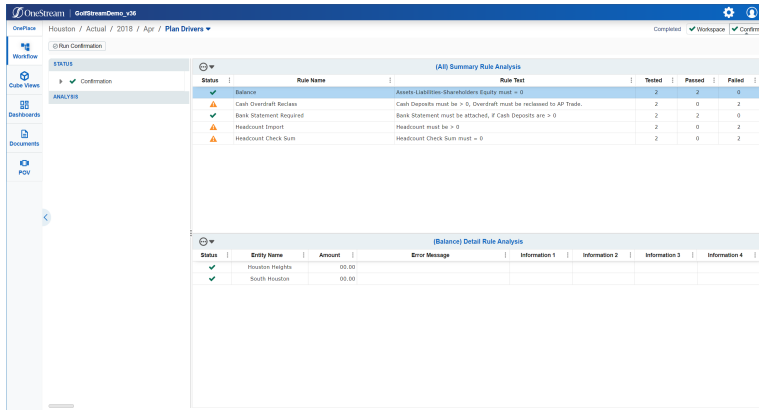 OneStream | GolfStreamDemo_v36
OnePlace Houston / Actual / 2018 / Apr / Plan Drivers Completed Workspace Confirm
Run Confirmation
Workflow
STATUS
Confirmation
ANALYSIS
Cube Views
Dashboards
Documents
POV
(All) Summary Rule Analysis
Status Rule Name Rule Text Tested Passed Failed
Balance Assets-Liabilities-Shareholders Equity must = 0 2 2 0
Cash Overdraft Reclass Cash Deposits must be > 0, Overdraft must be reclassed to AP Trade. 2 0 2
Bank Statement Required Bank Statement must be attached, if Cash Deposits are > 0 2 2 0
Headcount Import Headcount must be > 0 2 0 2
Headcount Check Sum Headcount Check Sum must = 0 2 0 2
(Balance) Detail Rule Analysis
Status Entity Name Amount Error Message Information 1 Information 2 Information 3 Information 4
Houston Heights 00.00
South Houston 00.00